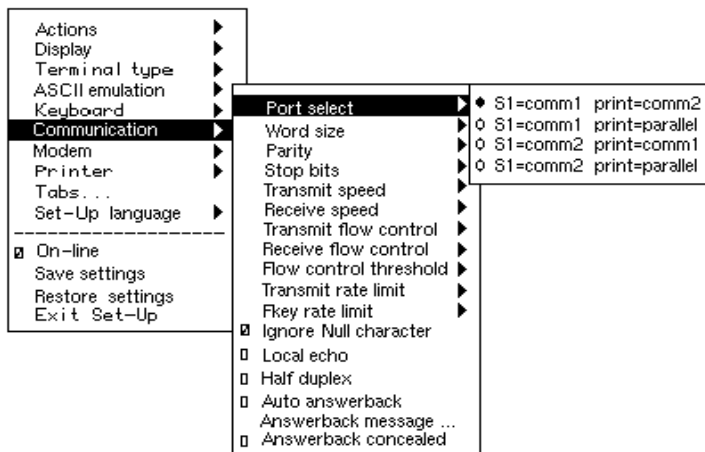 Actions
Display
Terminal type
ASCII emulation
Keyboard
Communication
Modem
Printer
Tabs...
Set-Up language
On-line
Save settings
Restore settings
Exit Set-Up
Port select
Word size
Parity
Stop bits
Transmit speed
Receive speed
Transmit flow control
Receive flow control
Flow control threshold
Transmit rate limit
Fkey rate limit
Ignore Null character
Local echo
Half duplex
Auto answerback
Answerback message ...
Answerback concealed
S1=comm1 print=comm2
S1=comm1 print=parallel
S1=comm2 print=comm1
S1=comm2 print=parallel